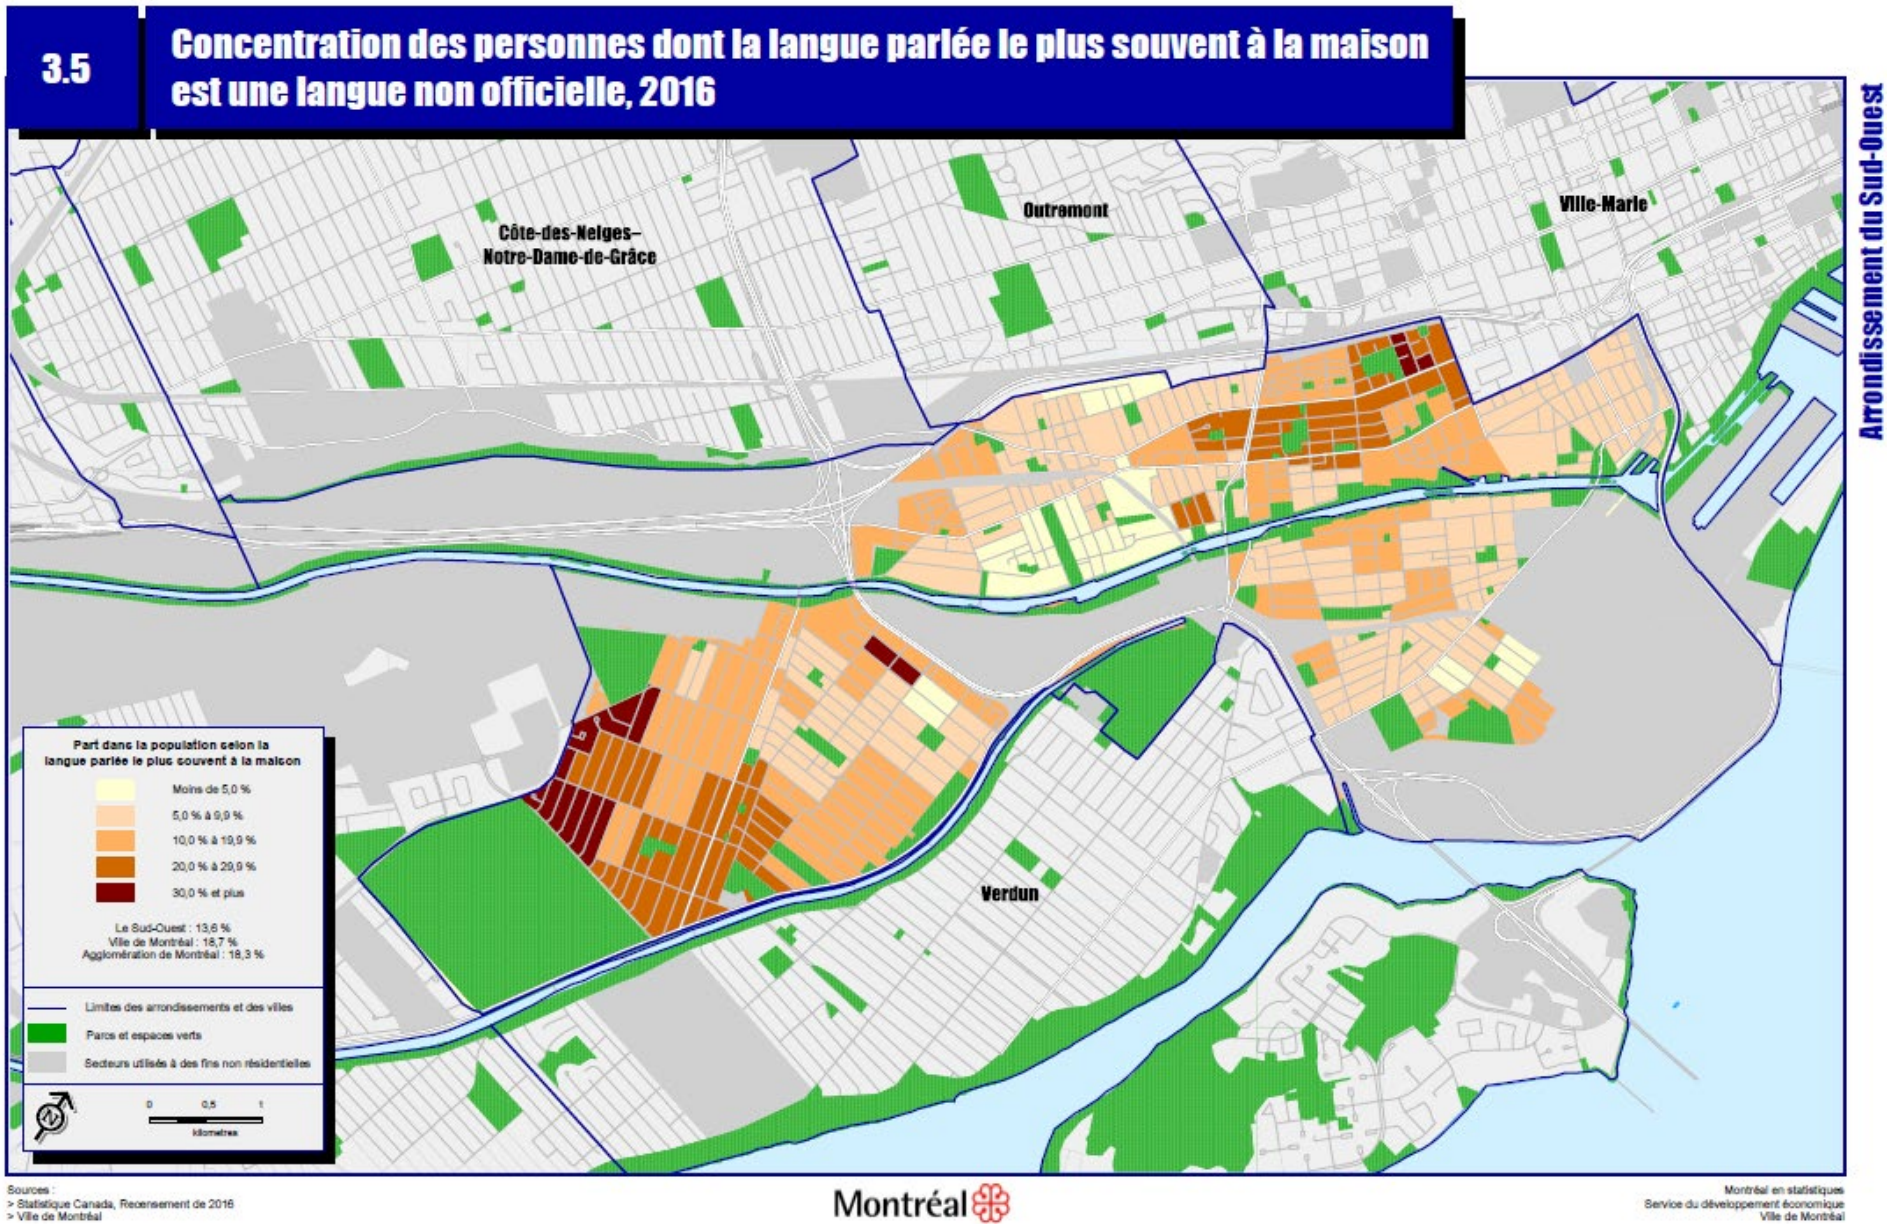 3.5
Concentration des personnes dont la langue parlée le plus souvent à la maison
est une langue non officielle, 2016
Arrondissement du Sud-Ouest
Côte-des-Neiges–
Notre-Dame-de-Grâce
Outremont
Ville-Marie
Verdun
Part dans la population selon la
langue parlée le plus souvent à la maison
Moins de 5,0 %
5,0 % à 9,9 %
10,0 % à 19,9 %
20,0 % à 29,9 %
30,0 % et plus
Le Sud-Ouest : 13,6 %
Ville de Montréal : 18,7 %
Agglomération de Montréal : 18,3 %
Limites des arrondissements et des villes
Parcs et espaces verts
Secteurs utilisés à des fins non résidentielles
N
0 0,5 1
kilomètres
Sources :
> Statistique Canada, Recensement de 2016
> Ville de Montréal
Montréal
Montréal en statistiques
Service du développement économique
Ville de Montréal